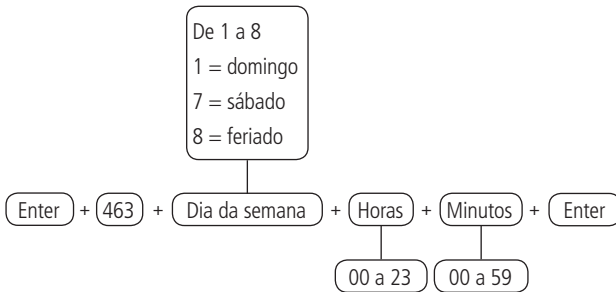 De 1 a 8
1 = domingo
7 = sábado
8 = feriado
Enter + 463 + Dia da semana + Horas + Minutos + Enter
00 a 23 00 a 59